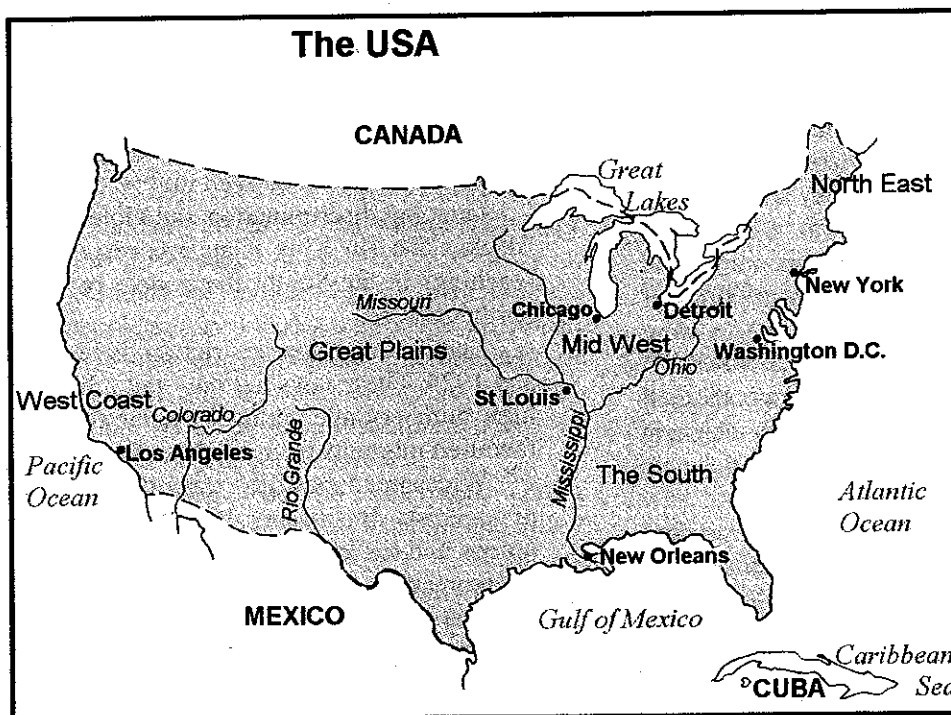 The USA
CANADA
Great
Lakes
North East
New York
Missouri
Chicago
Detroit
Great Plains
Mid West
Washington D.C.
Ohio
St Louis
West Coast
Colorado
Los Angeles
Rio Grande
Mississippi
The South
Pacific
Ocean
Atlantic
Ocean
New Orleans
MEXICO
Gulf of Mexico
Caribbean
Sea
CUBA